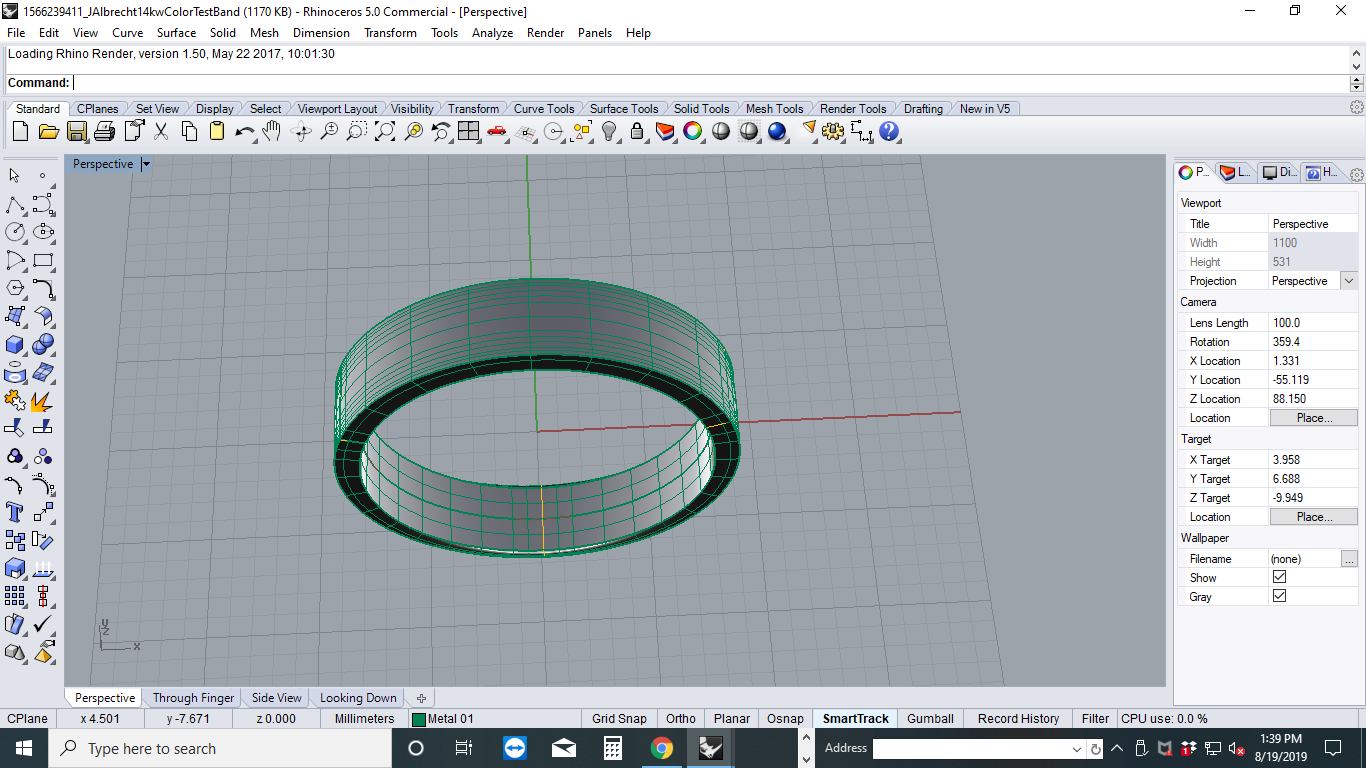 1566239411_JAlbrecht14kwColorTestBand (1170 KB) - Rhinoceros 5.0 Commercial - [Perspective]
File Edit View Curve Surface Solid Mesh Dimension Transform Tools Analyze Render Panels Help
Loading Rhino Render, version 1.50, May 22 2017, 10:01:30
Command:
Standard CPlanes Set View Display Select Viewport Layout Visibility Transform Curve Tools Surface Tools Solid Tools Mesh Tools Render Tools Drafting New in V5
Perspective
P... L... Di... H...
Viewport
Title Perspective
Width 1100
Height 531
Projection Perspective
Camera
Lens Length 100.0
Rotation 359.4
X Location 1.331
Y Location -55.119
Z Location 88.150
Location Place...
Target
X Target 3.958
Y Target 6.688
Z Target -9.949
Location Place...
Wallpaper
Filename (none) ...
Show
Gray
Z
x
Perspective Through Finger Side View Looking Down
CPlane x 4.501 y -7.671 z 0.000 Millimeters Metal 01 Grid Snap Ortho Planar Osnap SmartTrack Gumball Record History Filter CPU use: 0.0 %
Type here to search Address 1:39 PM
8/19/2019